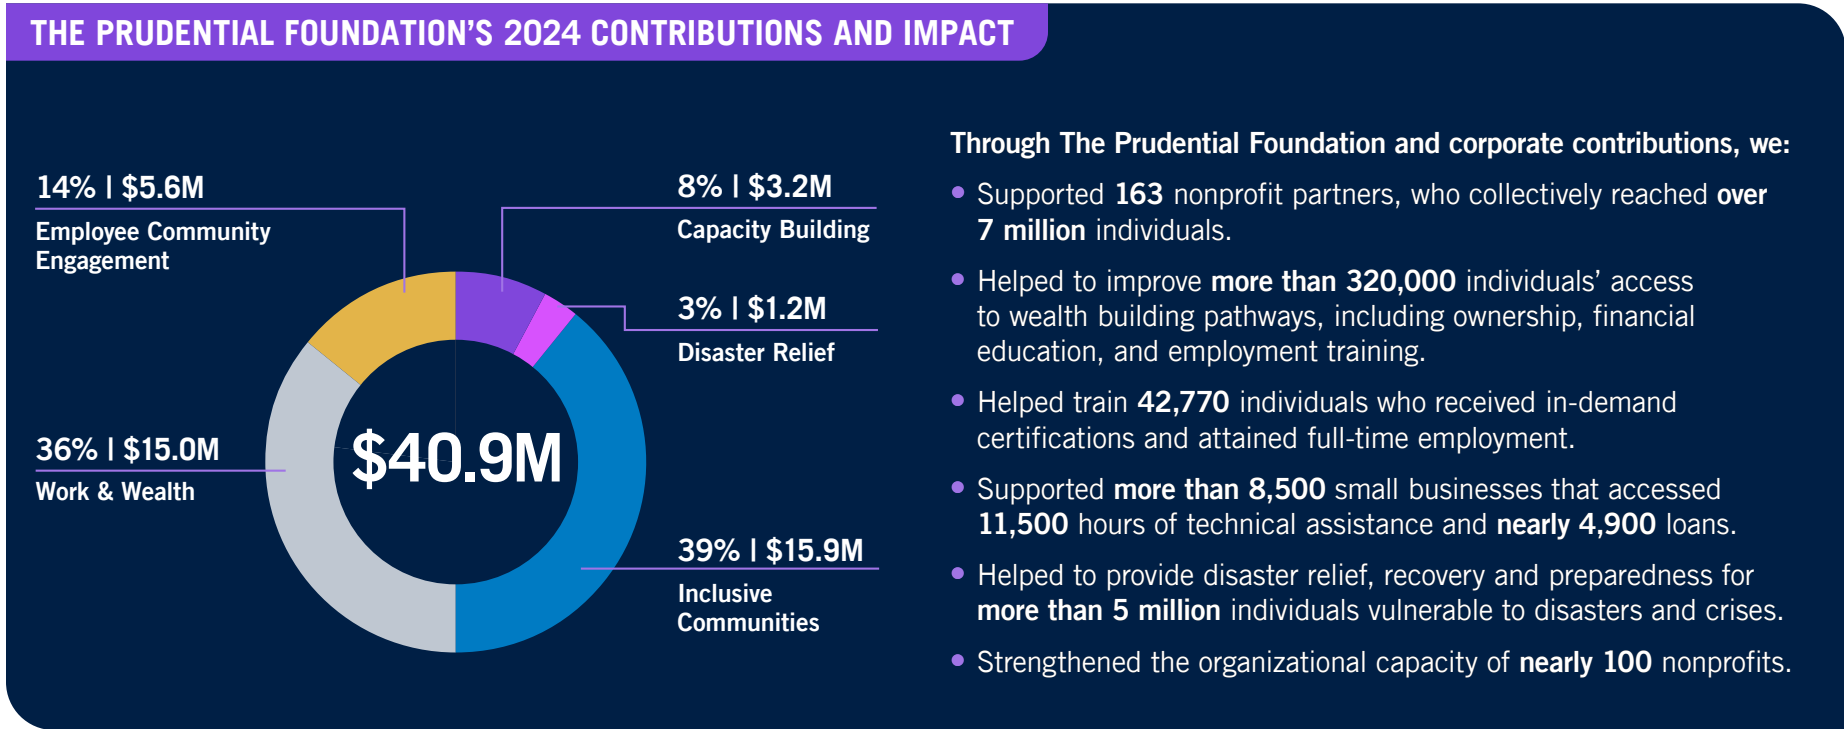 THE PRUDENTIAL FOUNDATION'S 2024 CONTRIBUTIONS AND IMPACT
14% | $5.6M
Employee Community
Engagement
8% | $3.2M
Capacity Building
3% | $1.2M
Disaster Relief
36% | $15.0M
Work & Wealth
$40.9M
39% | $15.9M
Inclusive
Communities
Through The Prudential Foundation and corporate contributions, we:
• Supported 163 nonprofit partners, who collectively reached over
7 million individuals.
• Helped to improve more than 320,000 individuals' access
to wealth building pathways, including ownership, financial
education, and employment training.
• Helped train 42,770 individuals who received in-demand
certifications and attained full-time employment.
• Supported more than 8,500 small businesses that accessed
11,500 hours of technical assistance and nearly 4,900 loans.
• Helped to provide disaster relief, recovery and preparedness for
more than 5 million individuals vulnerable to disasters and crises.
• Strengthened the organizational capacity of nearly 100 nonprofits.